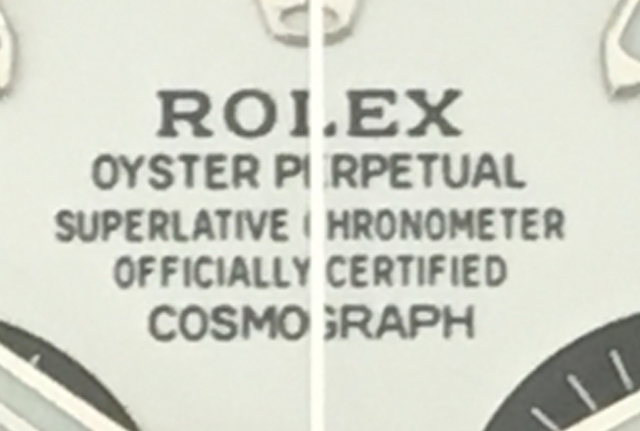 ROLEX
OYSTER PERPETUAL
SUPERLATIVE CHRONOMETER
OFFICIALLY CERTIFIED
COSMOGRAPH